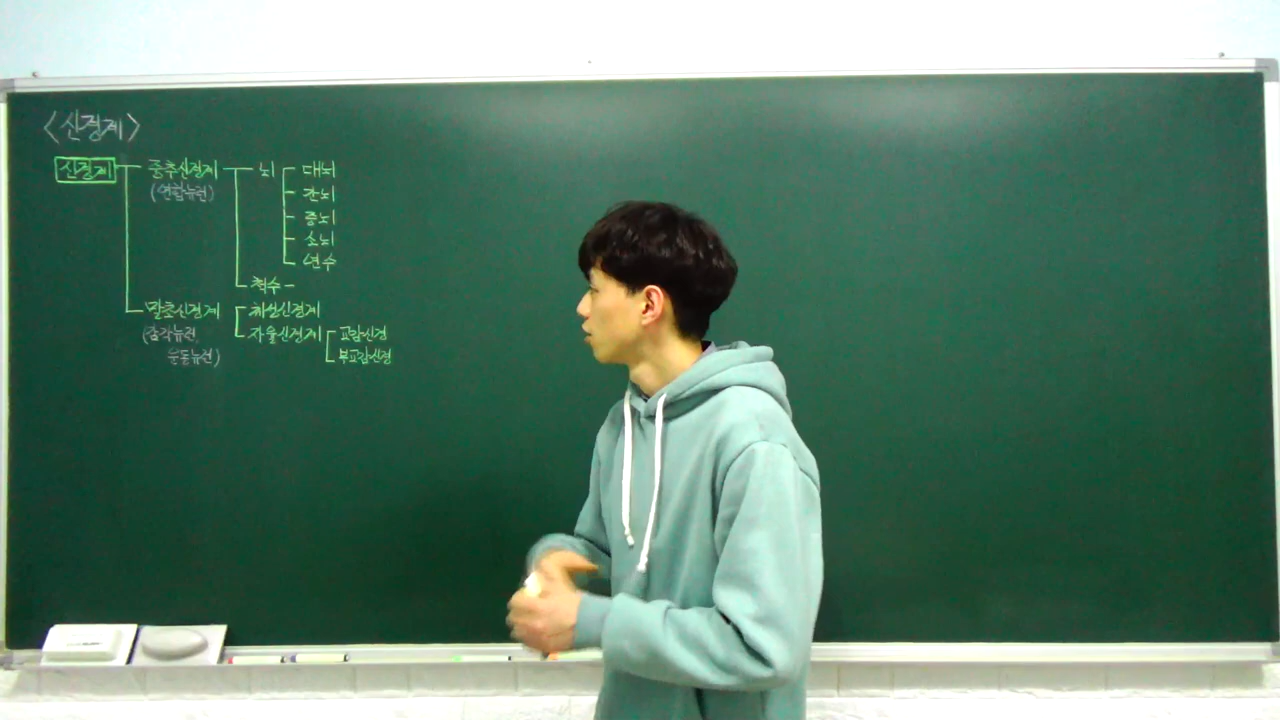 <신경계>
신경계 중추신경계 뇌 대뇌
(연합뉴런) 간뇌
중뇌
소뇌
연수
척수
말초신경계 체성신경계
(감각뉴런, 자율신경계 교감신경
운동뉴런) 부교감신경